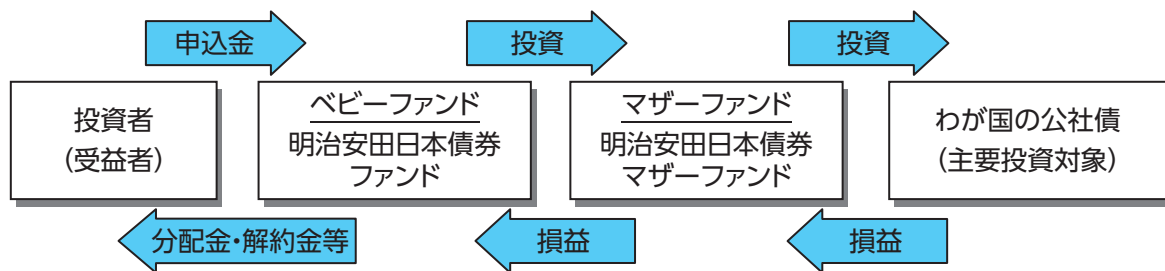 申込金
投資
投資
投資者
(受益者)
ベビーファンド
明治安田日本債券
ファンド
マザーファンド
明治安田日本債券
マザーファンド
わが国の公社債
(主要投資対象)
分配金・解約金等
損益
損益